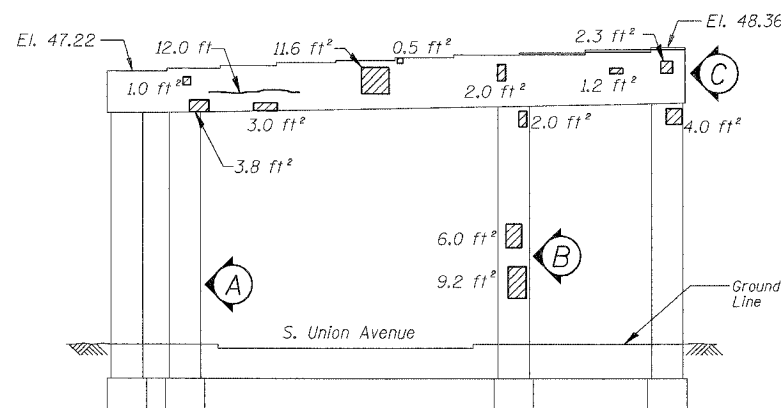 El. 48.36
2.3 ft²
El. 47.22
12.0 ft
11.6 ft²
0.5 ft²
C
1.0 ft²
2.0 ft²
1.2 ft²
3.0 ft²
2.0 ft²
4.0 ft²
3.8 ft²
6.0 ft²
B
A
9.2 ft²
Ground
Line
S. Union Avenue